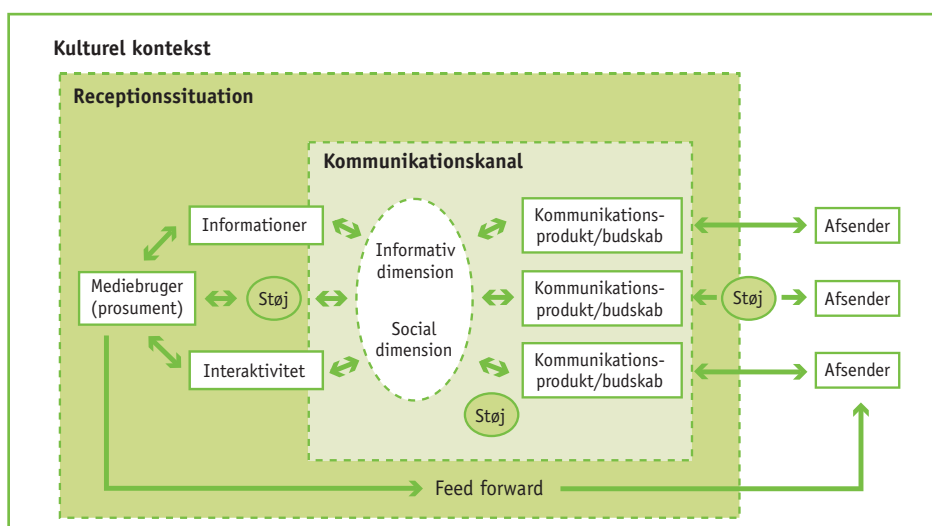 Kulturel kontekst
Receptionssituation
Kommunikationskanal
Informationer
Mediebruger
(prosument)
Støj
Interaktivitet
Informativ
dimension
Social
dimension
Kommunikations-
produkt/budskab
Kommunikations-
produkt/budskab
Kommunikations-
produkt/budskab
Støj
Støj
Afsender
Afsender
Afsender
Feed forward